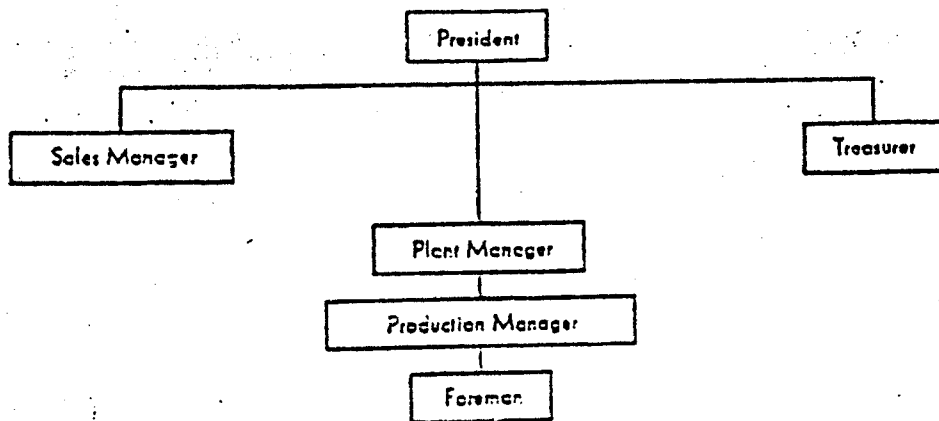 President
Sales Manager
Treasurer
Plant Manager
Production Manager
Foreman